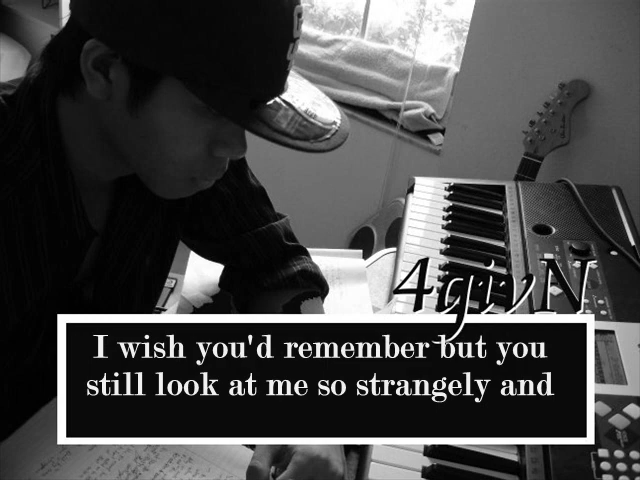 4givN
I wish you'd remember but you
still look at me so strangely and